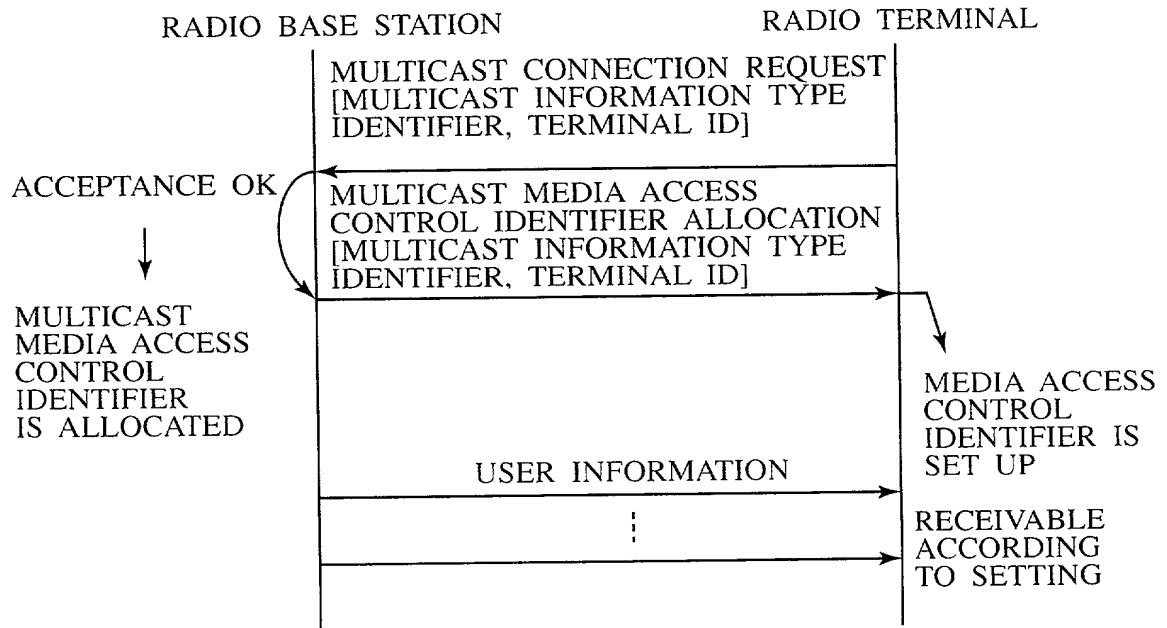 RADIO BASE STATION
RADIO TERMINAL
MULTICAST CONNECTION REQUEST
[MULTICAST INFORMATION TYPE
IDENTIFIER, TERMINAL ID]
ACCEPTANCE OK
MULTICAST MEDIA ACCESS
CONTROL IDENTIFIER ALLOCATION
[MULTICAST INFORMATION TYPE
IDENTIFIER, TERMINAL ID]
MULTICAST
MEDIA ACCESS
CONTROL
IDENTIFIER
IS ALLOCATED
MEDIA ACCESS
CONTROL
IDENTIFIER IS
SET UP
USER INFORMATION
RECEIVABLE
ACCORDING
TO SETTING